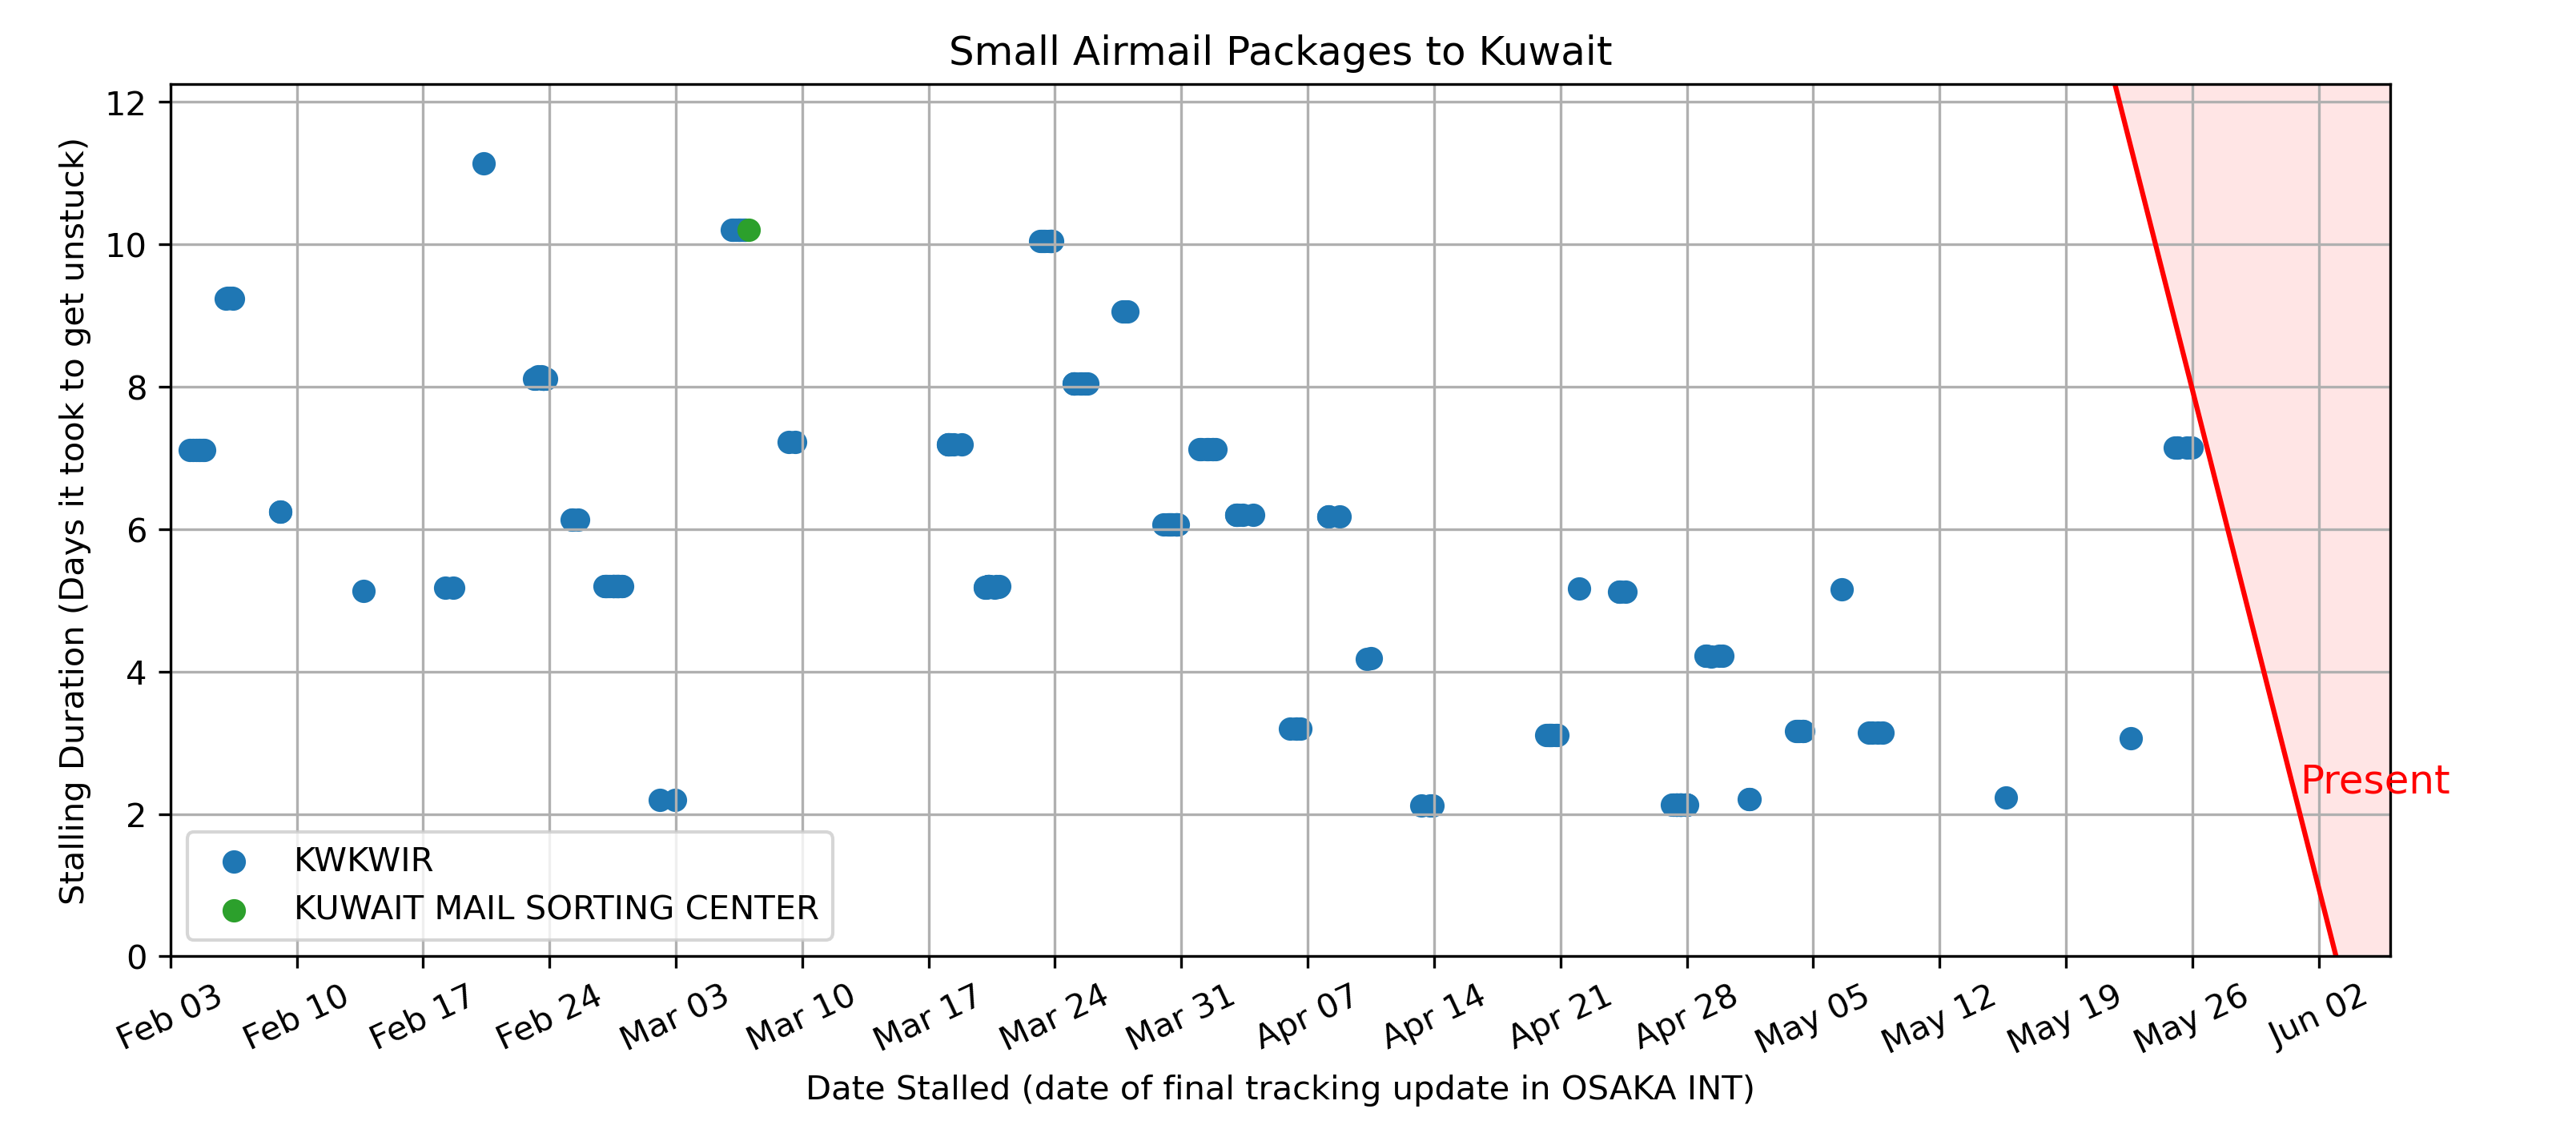 Small Airmail Packages to Kuwait
Stalling Duration (Days it took to get unstuck)
12
10
8
6
4
2
0
Present
KWKWIR
KUWAIT MAIL SORTING CENTER
Feb 03
Feb 10
Feb 17
Feb 24
Mar 03
Mar 10
Mar 17
Mar 24
Mar 31
Apr 07
Apr 14
Apr 21
Apr 28
May 05
May 12
May 19
May 26
Jun 02
Date Stalled (date of final tracking update in OSAKA INT)